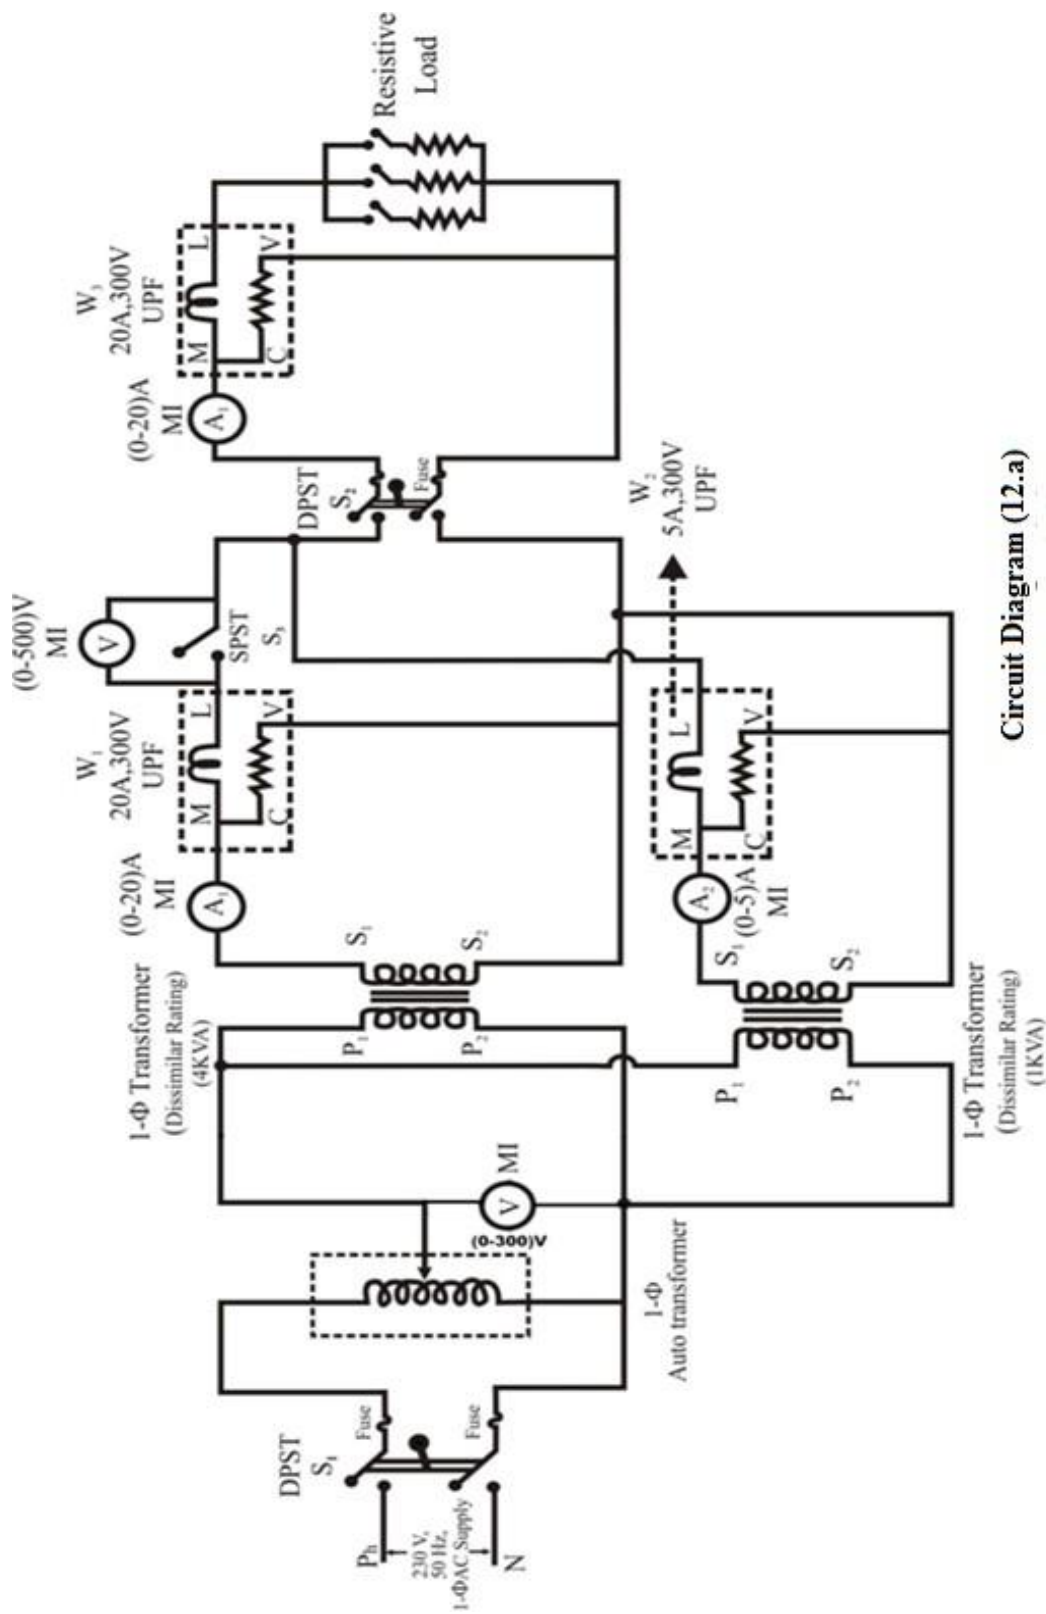 DPST
S₁
Ph
230 V,
50 Hz,
1-ΦAC Supply
N
Fuse
Fuse
1-Φ
Auto transformer
V
MI
(0-300)V
1-Φ Transformer
(Dissimilar Rating)
(4KVA)
P₁
P₂
S₁
S₂
(0-20)A
MI
A₁
W₁
20A,300V
UPF
M
L
C
V
(0-500)V
MI
V
SPST
S₃
DPST
S₂
Fuse
(0-20)A
MI
A₁
W₃
20A,300V
UPF
M
L
C
V
Resistive
Load
1-Φ Transformer
(Dissimilar Rating)
(1KVA)
P₁
P₂
S₁
S₂
A₂
(0-5)A
MI
M
L
C
V
W₂
5A,300V
UPF
Circuit Diagram (12.a)